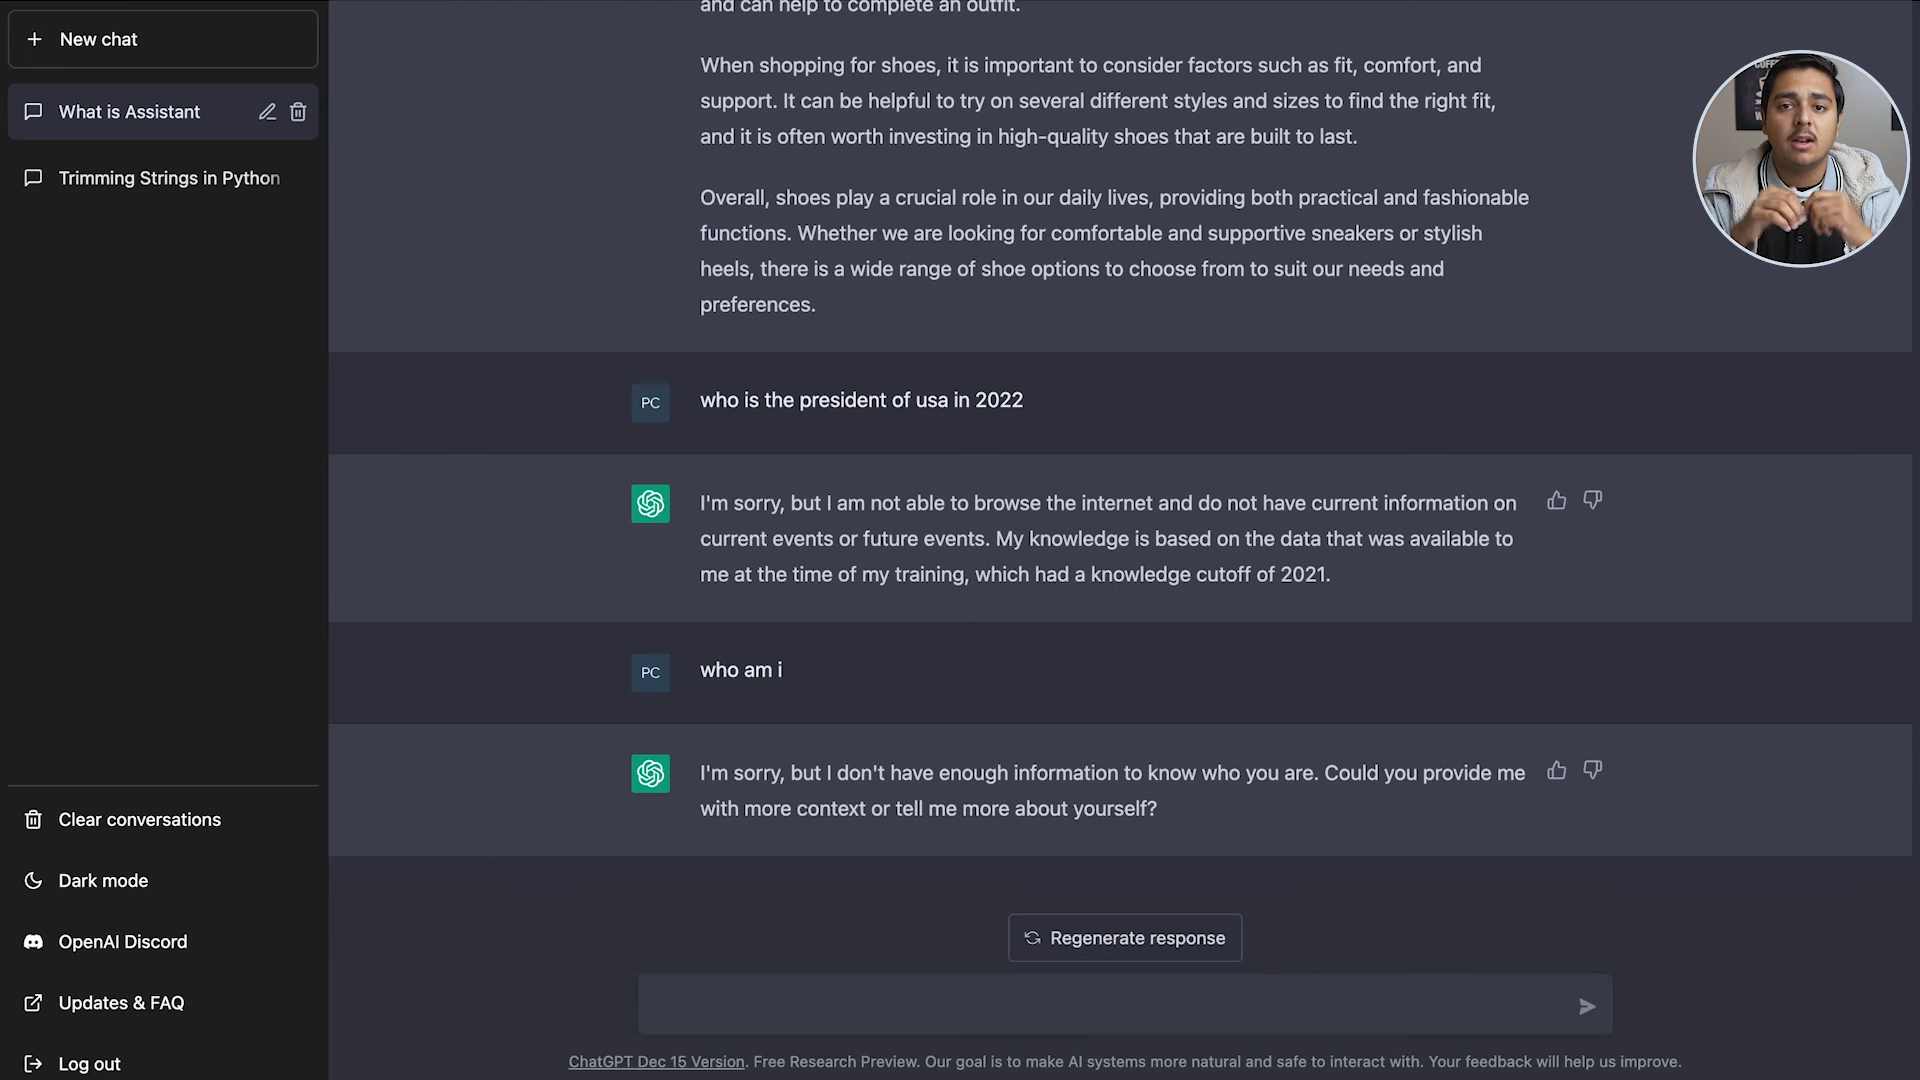 New chat
What is Assistant
Trimming Strings in Python
Clear conversations
Dark mode
OpenAI Discord
Updates & FAQ
Log out
and can help to complete an outfit.
When shopping for shoes, it is important to consider factors such as fit, comfort, and
support. It can be helpful to try on several different styles and sizes to find the right fit,
and it is often worth investing in high-quality shoes that are built to last.
Overall, shoes play a crucial role in our daily lives, providing both practical and fashionable
functions. Whether we are looking for comfortable and supportive sneakers or stylish
heels, there is a wide range of shoe options to choose from to suit our needs and
preferences.
PC
who is the president of usa in 2022
I'm sorry, but I am not able to browse the internet and do not have current information on
current events or future events. My knowledge is based on the data that was available to
me at the time of my training, which had a knowledge cutoff of 2021.
PC
who am i
I'm sorry, but I don't have enough information to know who you are. Could you provide me
with more context or tell me more about yourself?
Regenerate response
ChatGPT Dec 15 Version. Free Research Preview. Our goal is to make AI systems more natural and safe to interact with. Your feedback will help us improve.